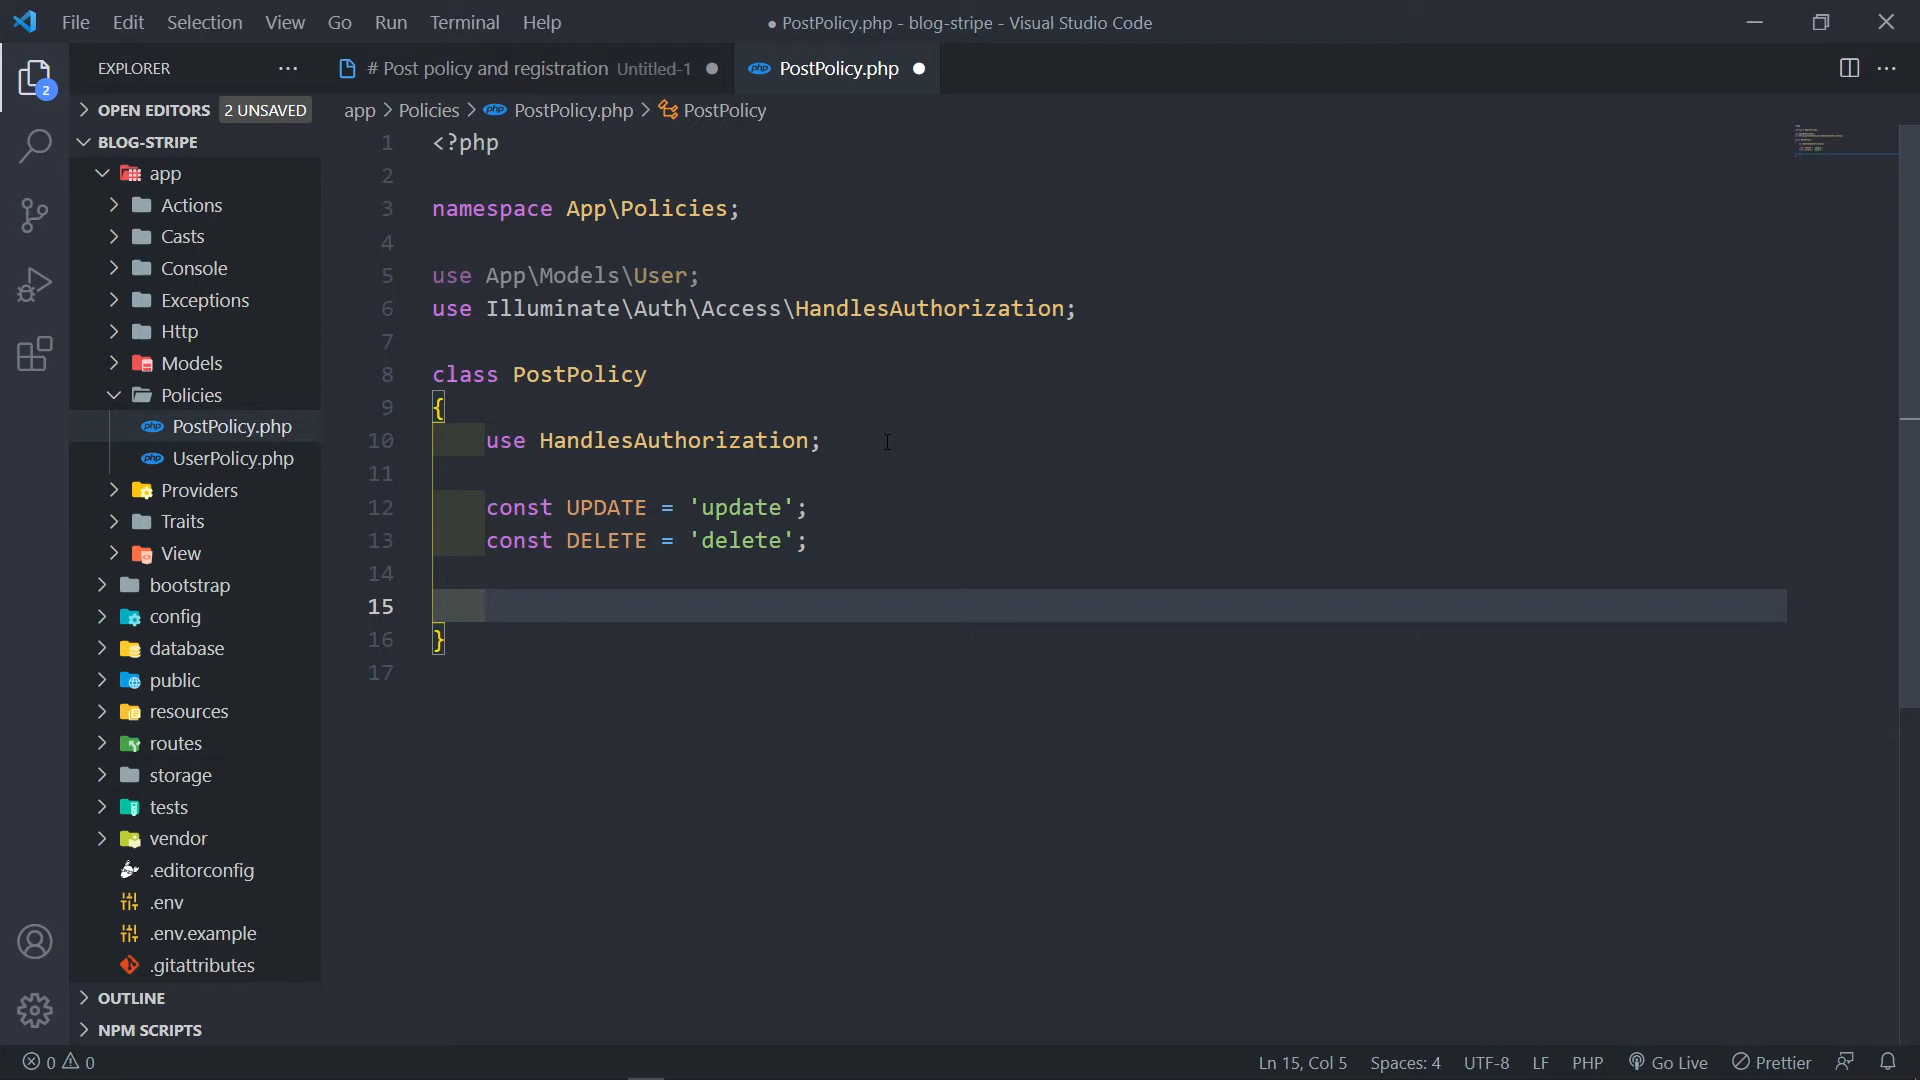 File Edit Selection View Go Run Terminal Help
● PostPolicy.php - blog-stripe - Visual Studio Code
EXPLORER
# Post policy and registration Untitled-1
PostPolicy.php
OPEN EDITORS 2 UNSAVED
app > Policies > PostPolicy.php > PostPolicy
2
BLOG-STRIPE
app
Actions
Casts
Console
Exceptions
Http
Models
Policies
PostPolicy.php
UserPolicy.php
Providers
Traits
View
bootstrap
config
database
public
resources
routes
storage
tests
vendor
.editorconfig
.env
.env.example
.gitattributes
OUTLINE
NPM SCRIPTS
1 <?php
2
3 namespace App\Policies;
4
5 use App\Models\User;
6 use Illuminate\Auth\Access\HandlesAuthorization;
7
8 class PostPolicy
9 {
10 use HandlesAuthorization;
11
12 const UPDATE = 'update';
13 const DELETE = 'delete';
14
15
16 }
17
0 0
Ln 15, Col 5 Spaces: 4 UTF-8 LF PHP Go Live Prettier